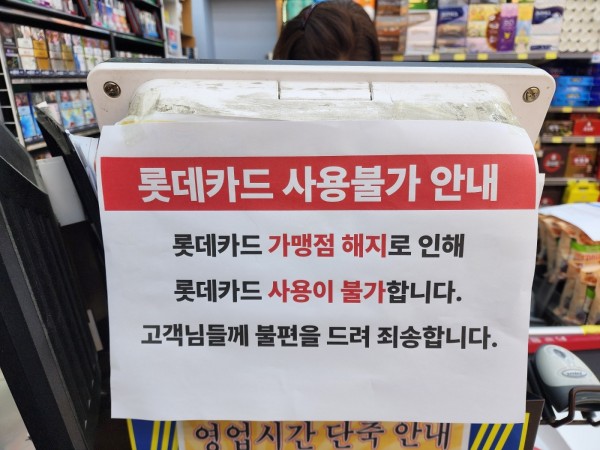 롯데카드 사용불가 안내
롯데카드 가맹점 해지로 인해
롯데카드 사용이 불가합니다.
고객님들께 불편을 드려 죄송합니다.
영업시간 단축 안내